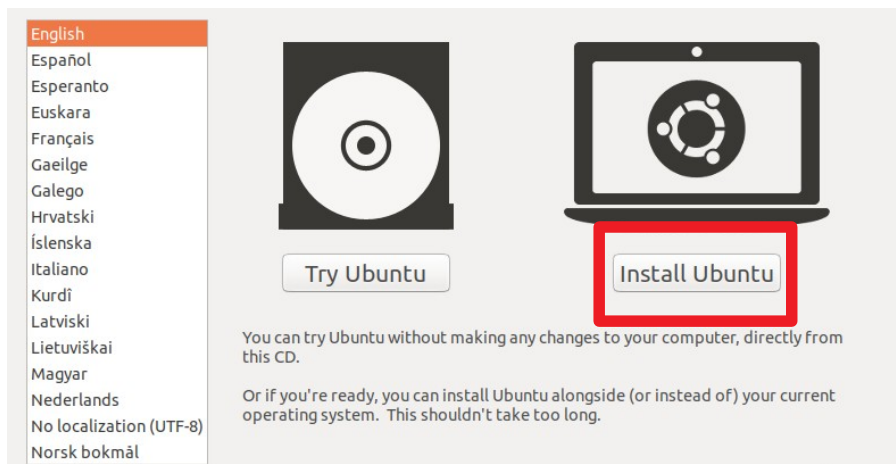 English
Español
Esperanto
Euskara
Français
Gaeilge
Galego
Hrvatski
Íslenska
Italiano
Kurdî
Latviski
Lietuviškai
Magyar
Nederlands
No localization (UTF-8)
Norsk bokmål
Try Ubuntu
Install Ubuntu
You can try Ubuntu without making any changes to your computer, directly from
this CD.
Or if you're ready, you can install Ubuntu alongside (or instead of) your current
operating system.  This shouldn't take too long.